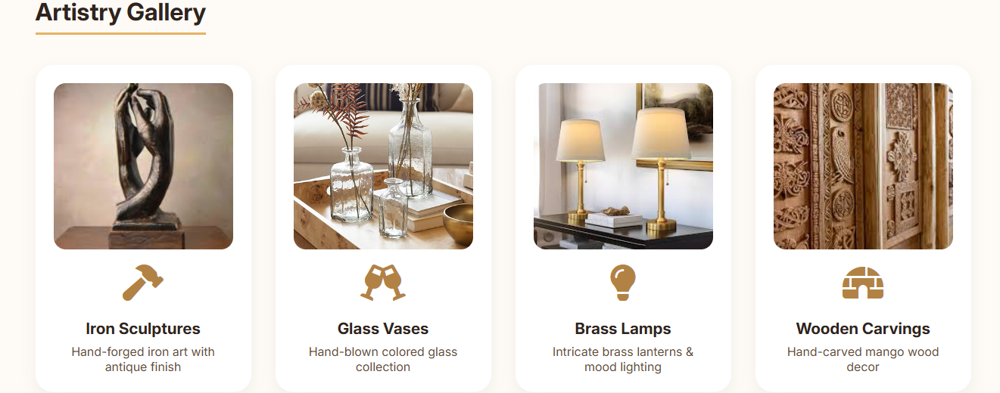 Artistry Gallery
Iron Sculptures
Hand-forged iron art with
antique finish
Glass Vases
Hand-blown colored glass
collection
Brass Lamps
Intricate brass lanterns &
mood lighting
Wooden Carvings
Hand-carved mango wood
decor